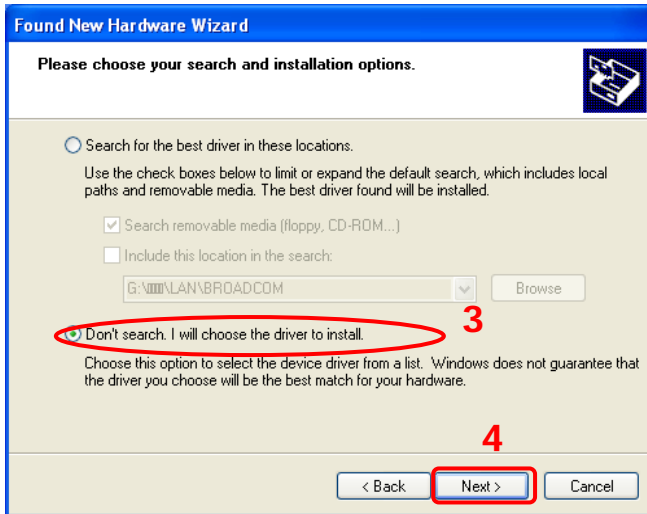 Found New Hardware Wizard
Please choose your search and installation options.
Search for the best driver in these locations.
Use the check boxes below to limit or expand the default search, which includes local
paths and removable media. The best driver found will be installed.
Search removable media (floppy, CD-ROM...)
Include this location in the search:
G:\ \LAN\BROADCOM
Browse
3
Don't search. I will choose the driver to install.
Choose this option to select the device driver from a list. Windows does not guarantee that
the driver you choose will be the best match for your hardware.
4
< Back Next > Cancel